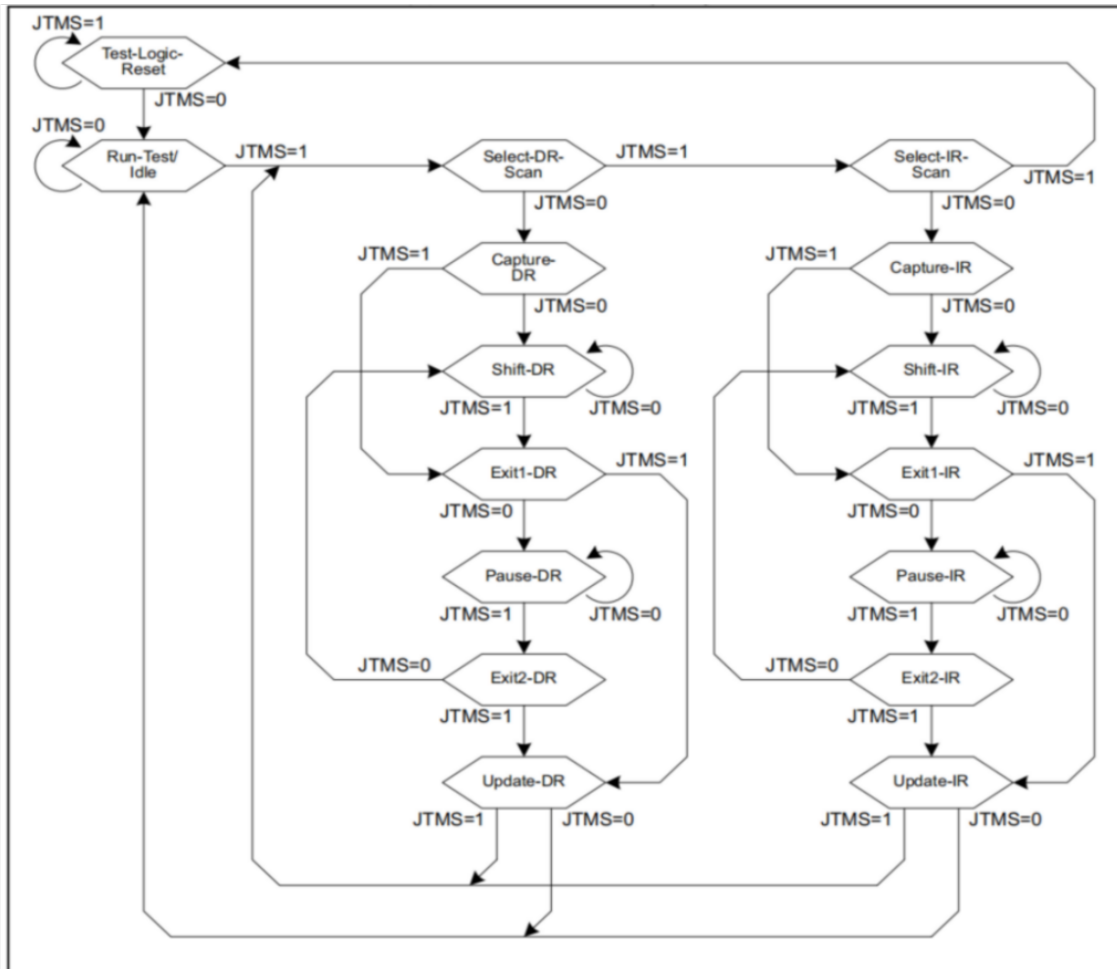 JTMS=1
Test-Logic-
Reset
JTMS=0
JTMS=0
Run-Test/
Idle
JTMS=1
Select-DR-
Scan
JTMS=1
Select-IR-
Scan
JTMS=1
JTMS=0
JTMS=0
JTMS=1
Capture-
DR
JTMS=1
Capture-IR
JTMS=0
JTMS=0
Shift-DR
Shift-IR
JTMS=1
JTMS=0
JTMS=1
JTMS=0
Exit1-DR
JTMS=1
Exit1-IR
JTMS=1
JTMS=0
JTMS=0
Pause-DR
Pause-IR
JTMS=1
JTMS=0
JTMS=1
JTMS=0
JTMS=0
Exit2-DR
JTMS=0
Exit2-IR
JTMS=1
JTMS=1
Update-DR
Update-IR
JTMS=1
JTMS=0
JTMS=1
JTMS=0